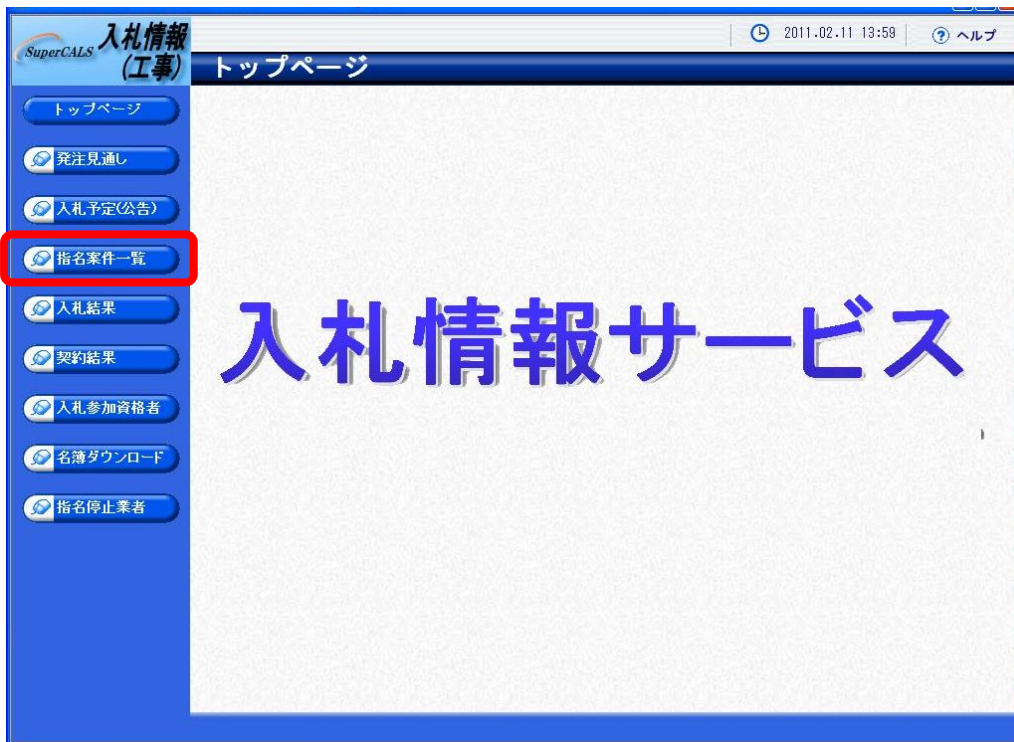 SuperCALS 入札情報
(工事)
2011.02.11 13:59
ヘルプ
トップページ
トップページ
発注見通し
入札予定(公告)
指名案件一覧
入札結果
契約結果
入札参加資格者
名簿ダウンロード
指名停止業者
入札情報サービス